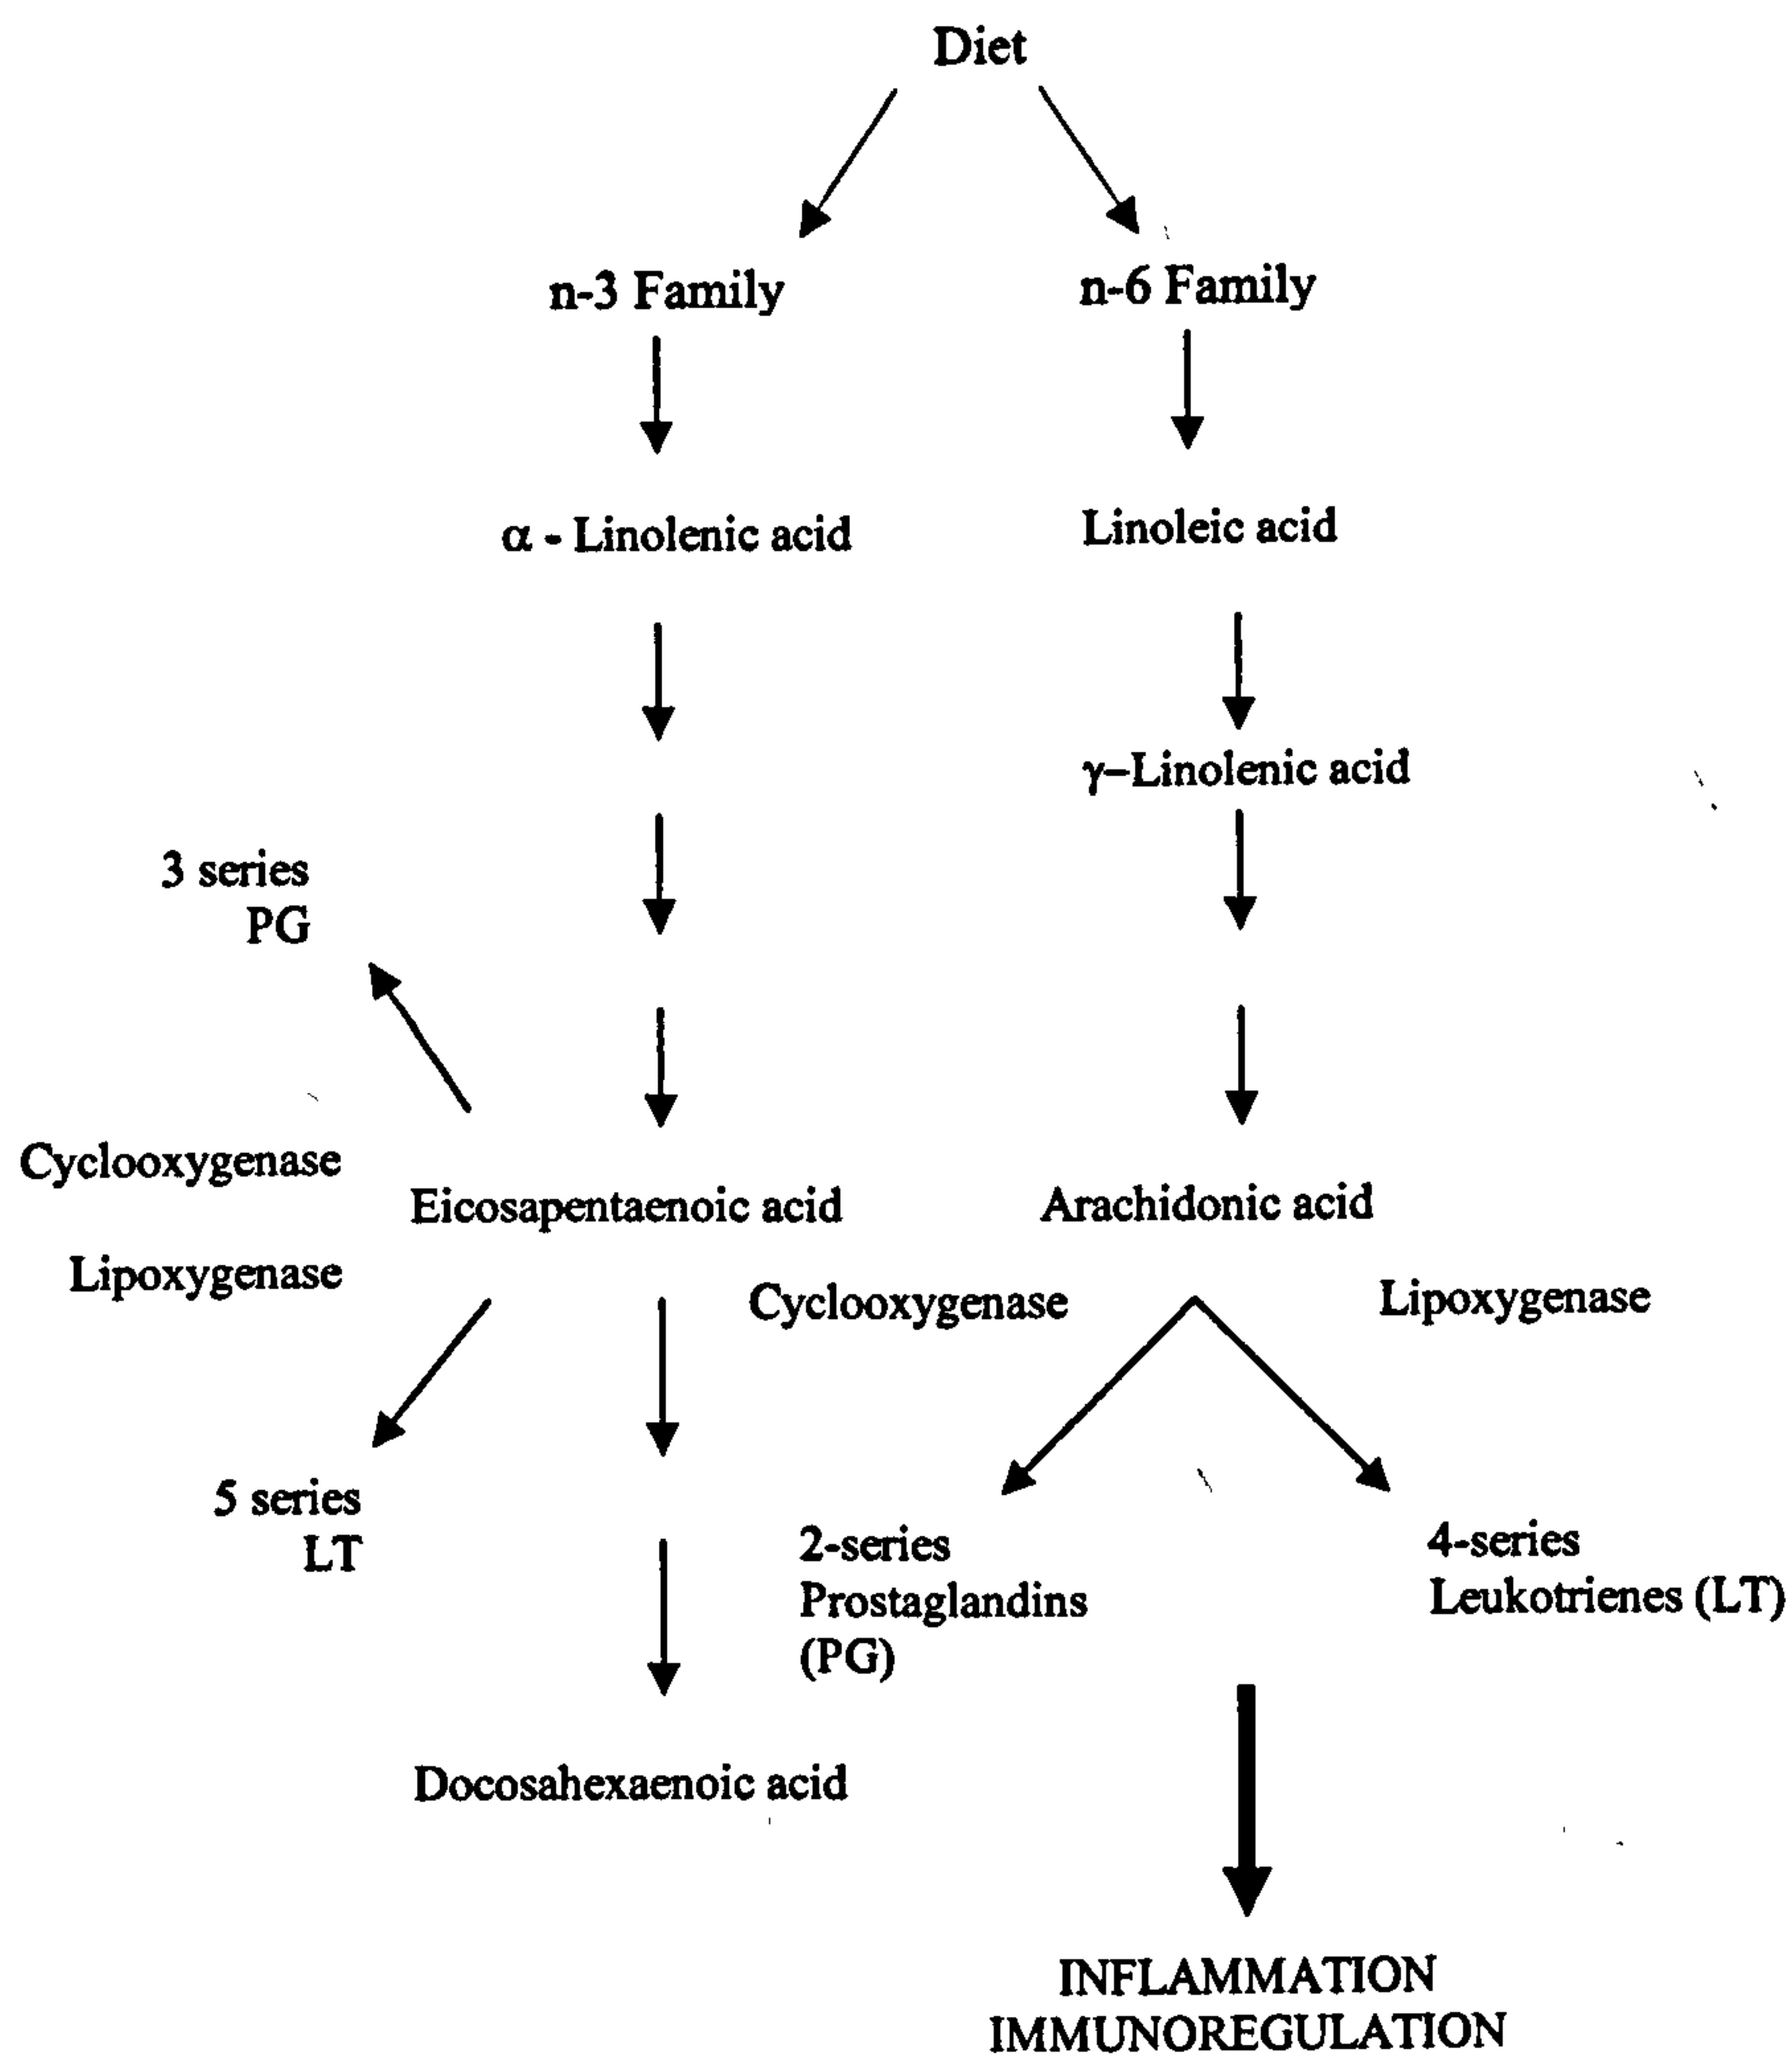 Diet
n-3 Family
n-6 Family
α - Linolenic acid
Linoleic acid
γ–Linolenic acid
3 series
PG
Cyclooxygenase
Eicosapentaenoic acid
Arachidonic acid
Lipoxygenase
Cyclooxygenase
Lipoxygenase
5 series
LT
2-series
Prostaglandins
(PG)
4-series
Leukotrienes (LT)
Docosahexaenoic acid
INFLAMMATION
IMMUNOREGULATION